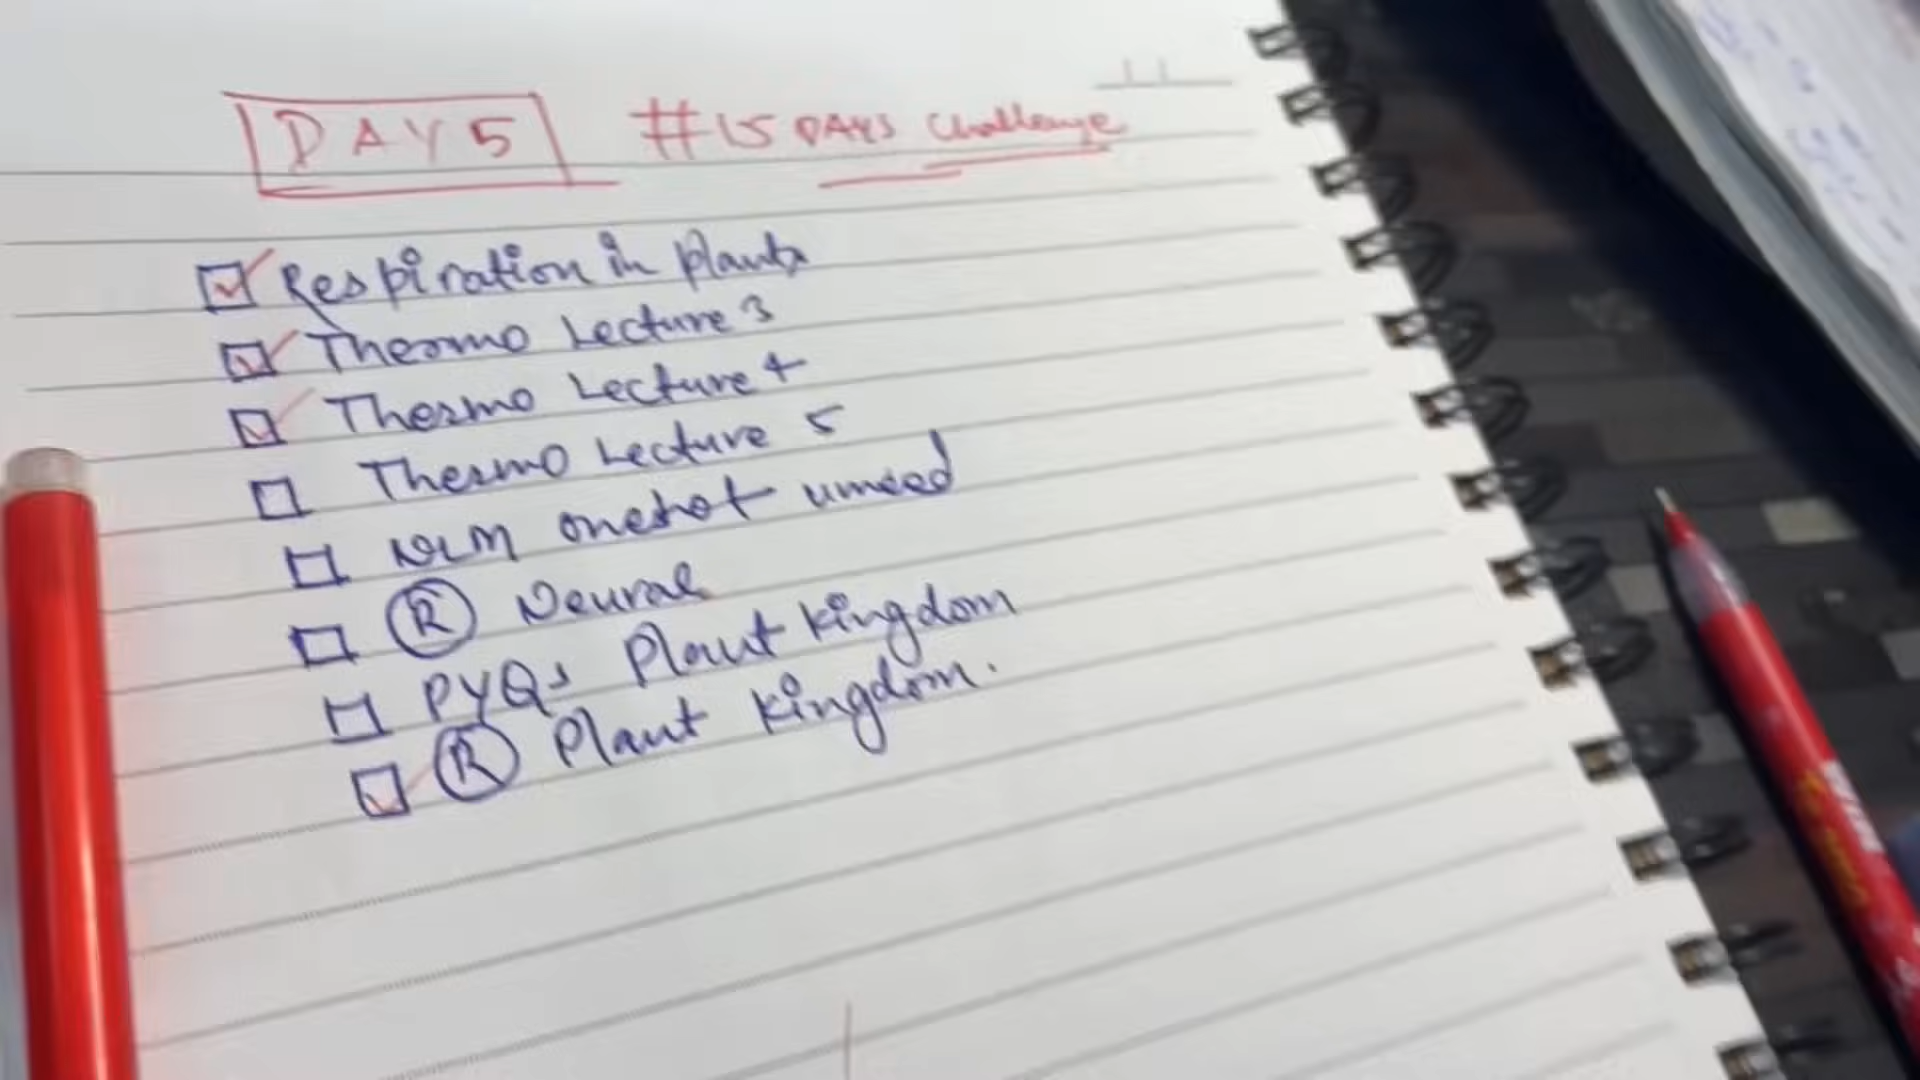 DAY 5 #15 DAYS Challenge
Respiration in plants
Thermo Lecture 3
Thermo Lecture 4
Thermo Lecture 5
NLM oneshot umeed
R Neural
PYQs Plant Kingdom
R Plant Kingdom.